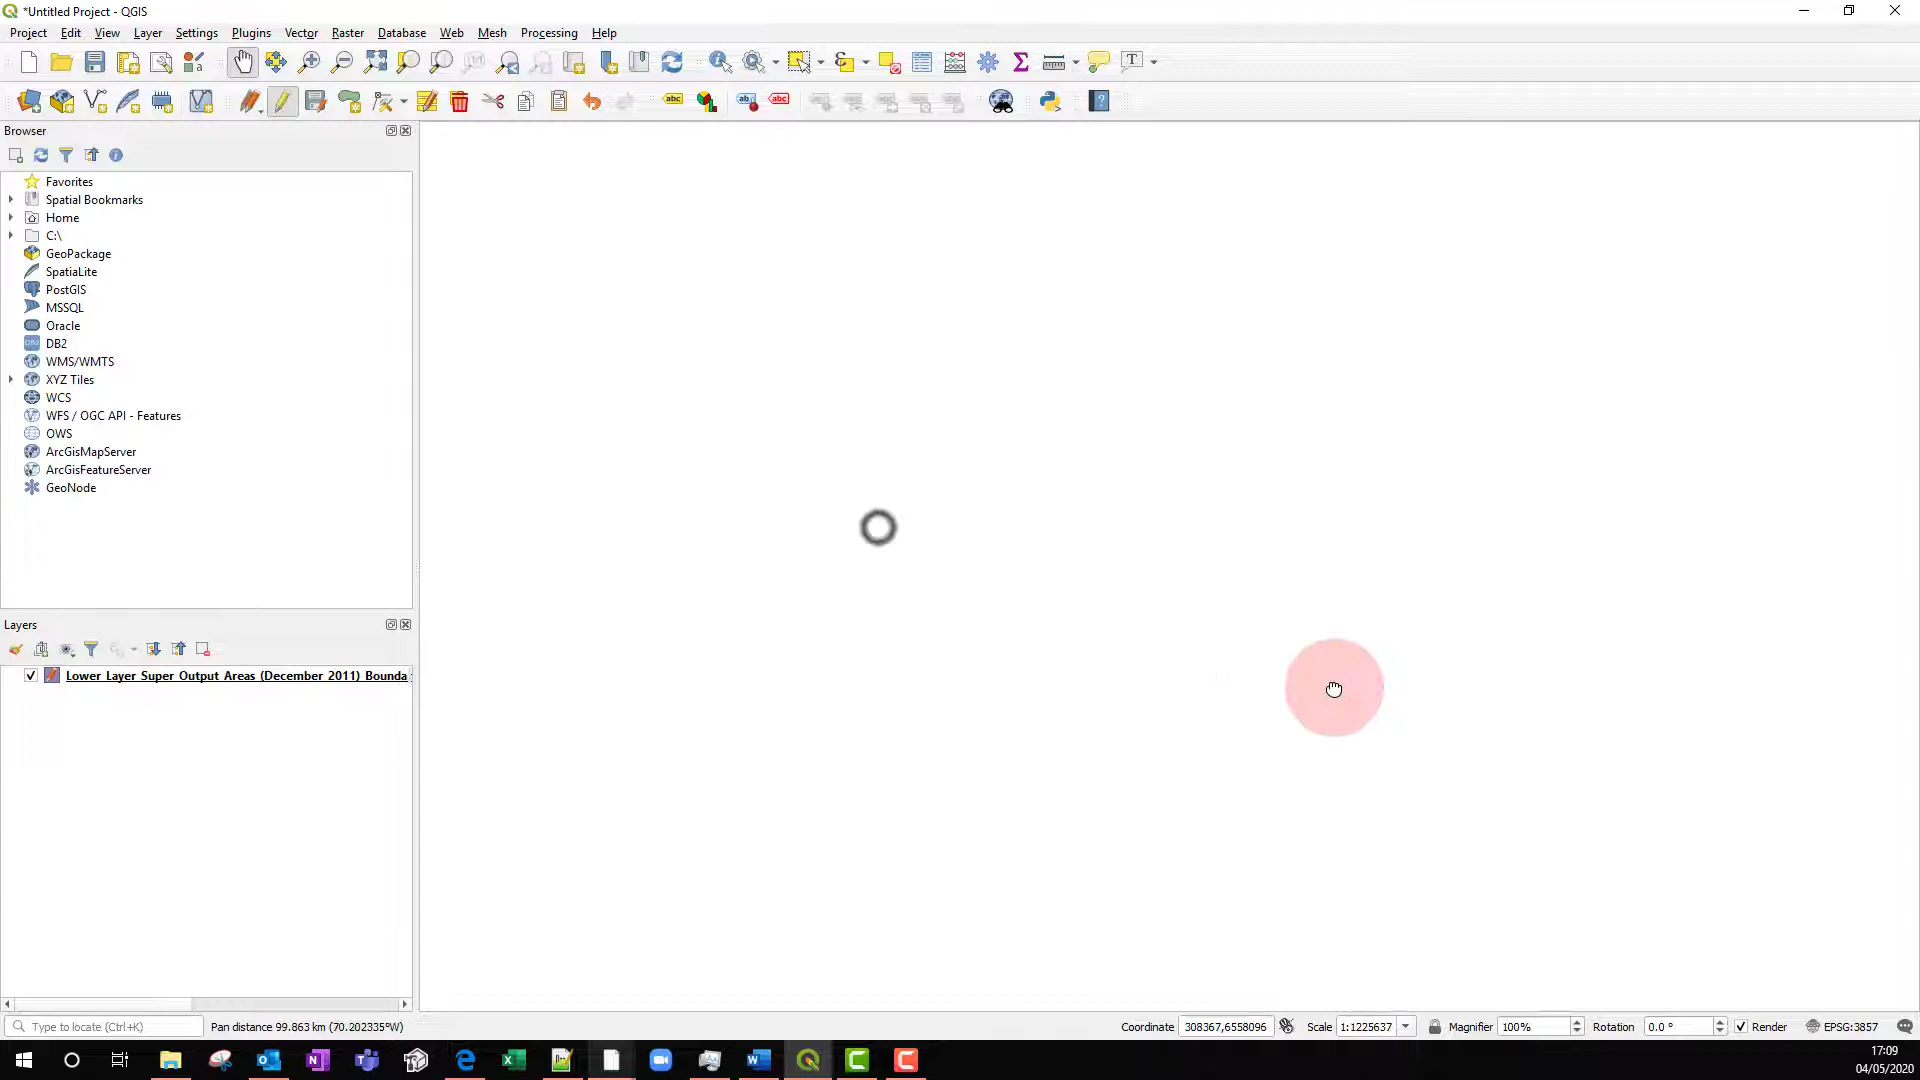 *Untitled Project - QGIS
Project Edit View Layer Settings Plugins Vector Raster Database Web Mesh Processing Help
Browser
Favorites
Spatial Bookmarks
Home
C:\
GeoPackage
SpatiaLite
PostGIS
MSSQL
Oracle
DB2
WMS/WMTS
XYZ Tiles
WCS
WFS / OGC API - Features
OWS
ArcGisMapServer
ArcGisFeatureServer
GeoNode
Layers
Lower Layer Super Output Areas (December 2011) Bounda
Type to locate (Ctrl+K) Pan distance 99.863 km (70.202335°W) Coordinate 308367,6558096 Scale 1:1225637 Magnifier 100% Rotation 0.0 ° Render EPSG:3857
17:09
04/05/2020